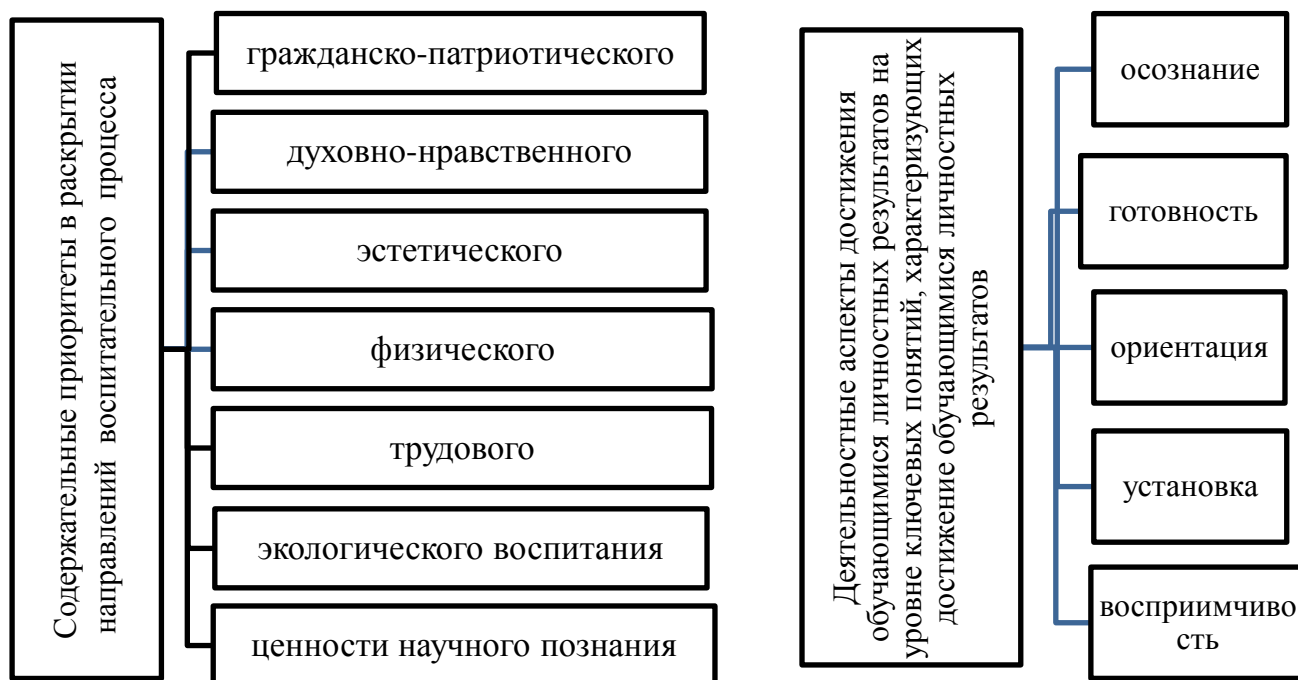 Содержательные приоритеты в раскрытии
направлений воспитательного процесса
гражданско-патриотического
духовно-нравственного
эстетического
физического
трудового
экологического воспитания
ценности научного познания
Деятельностные аспекты достижения
обучающимися личностных результатов на
уровне ключевых понятий, характеризующих
достижение обучающимися личностных
результатов
осознание
готовность
ориентация
установка
восприимчиво
сть